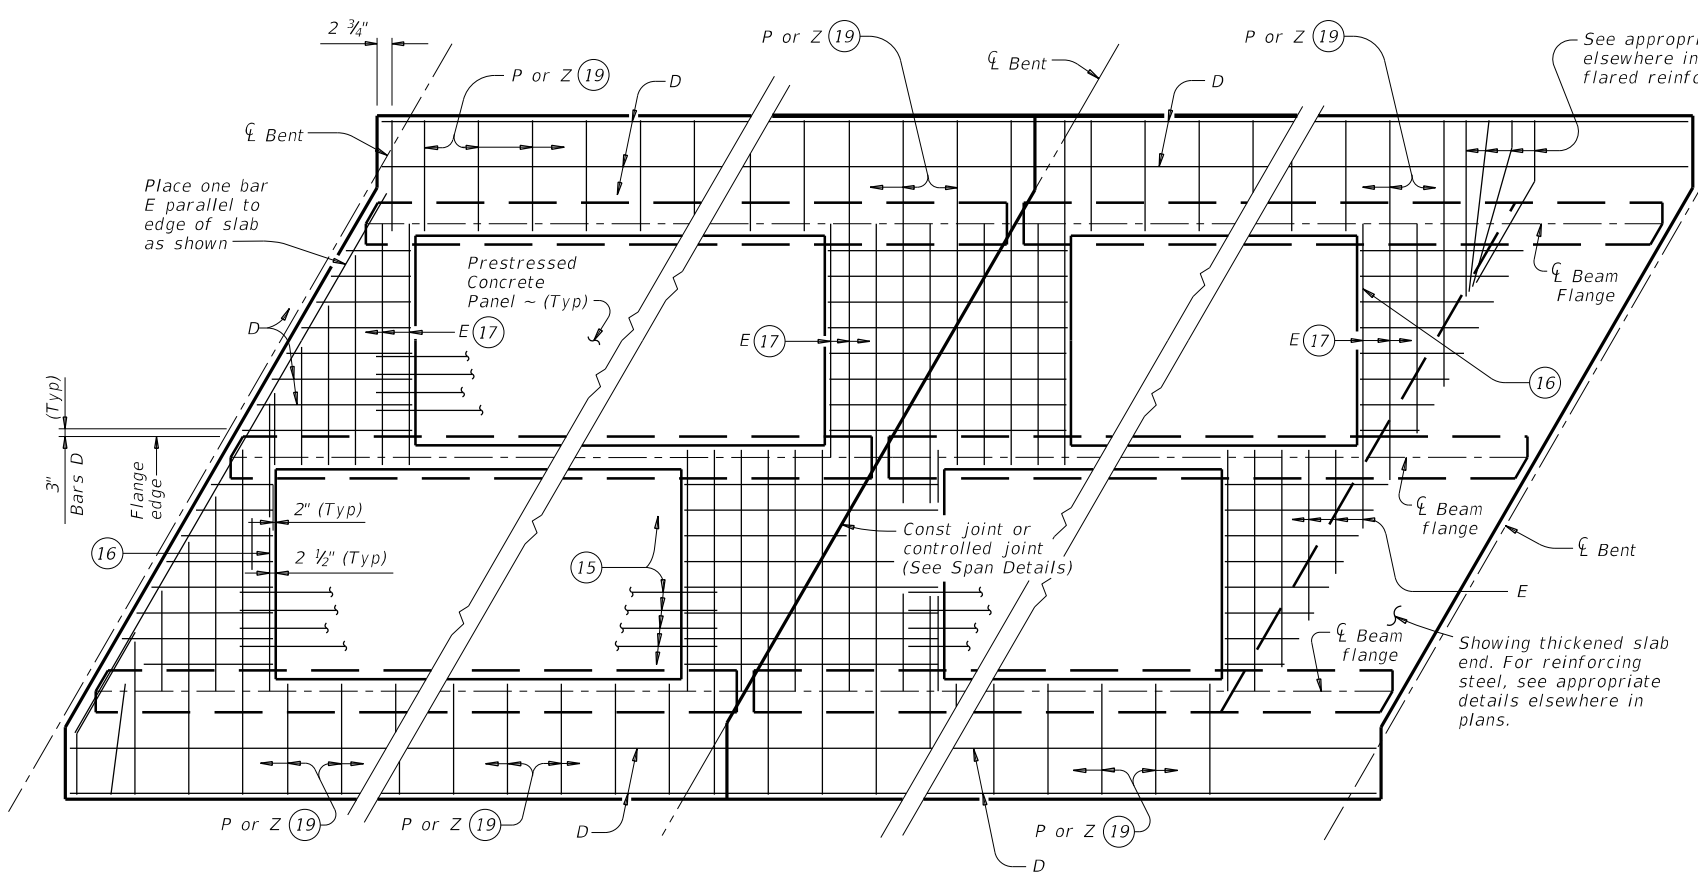 2 ¾"
P or Z 19
D
P or Z 19
℄ Bent
P or Z 19
D
See
elsewhere in
flared
℄ Bent
Place one bar
E parallel to
edge of slab
as shown
Prestressed
Concrete
Panel ~ (Typ)
℄ Beam
Flange
D
E 17
E 17
E 17
16
3" (Typ)
Bars D
Flange
edge
2" (Typ)
2 ½" (Typ)
16
15
Const joint or
controlled joint
(See Span Details)
℄ Beam
flange
℄ Bent
E
℄ Beam
flange
Showing thickened slab
end. For reinforcing
steel, see appropriate
details elsewhere in
plans.
P or Z 19
P or Z 19
D
P or Z 19
D